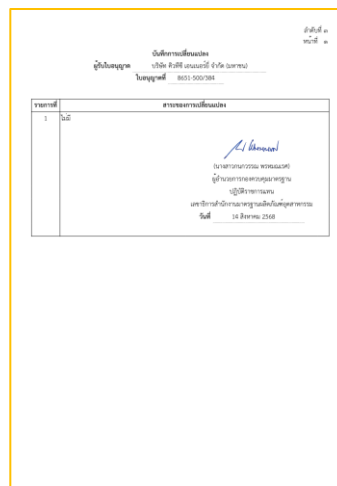 ลำดับที่ ๑
หน้าที่ ๑
บันทึกการเปลี่ยนแปลง
ผู้รับใบอนุญาต บริษัท คิวทีซี เอนเนอร์ยี่ จำกัด (มหาชน)
ใบอนุญาตที่ 8651-500/384
รายการที่ สาระของการเปลี่ยนแปลง
1 ไม่มี
(นางสาวกนกวรรณ พรหมณเรศ)
ผู้อำนวยการกองควบคุมมาตรฐาน
ปฏิบัติราชการแทน
เลขาธิการสำนักงานมาตรฐานผลิตภัณฑ์อุตสาหกรรม
วันที่ 14 สิงหาคม 2568